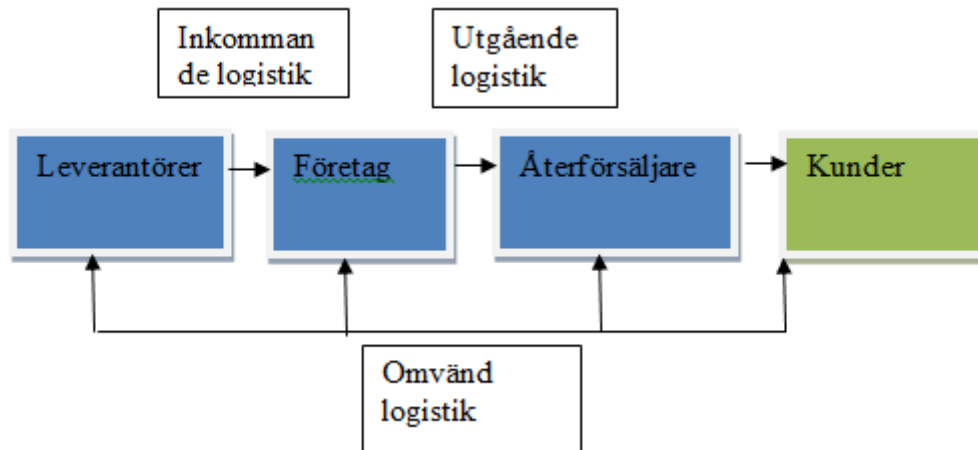 Inkomman
de logistik
Utgående
logistik
Leverantörer
Företag
Återförsäljare
Kunder
Omvänd
logistik